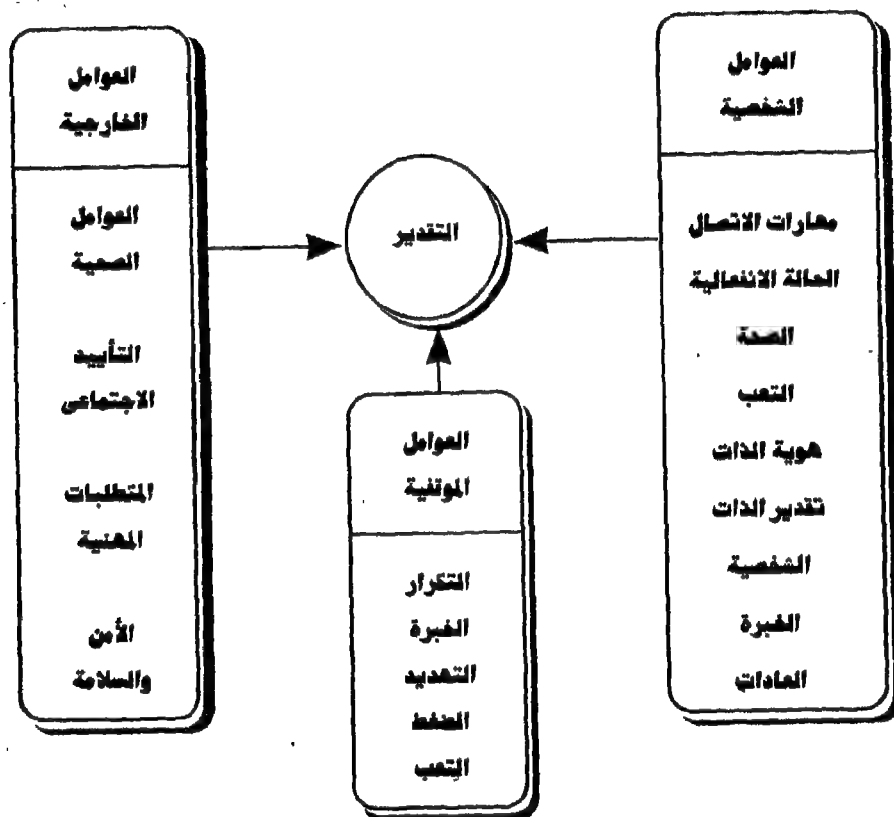 العوامل
الشخصية
مهارات الاتصال
الحالة الانفعالية
الصحة
التعب
هوية الذات
تقدير الذات
الشخصية
الخبرة
العادات
التقدير
العوامل
الموقفية
التكرار
الخبرة
التهديد
الضغط
التعب
العوامل
الخارجية
العوامل
الصحية
التأييد
الاجتماعى
المتطلبات
المهنية
الأمن
والسلامة